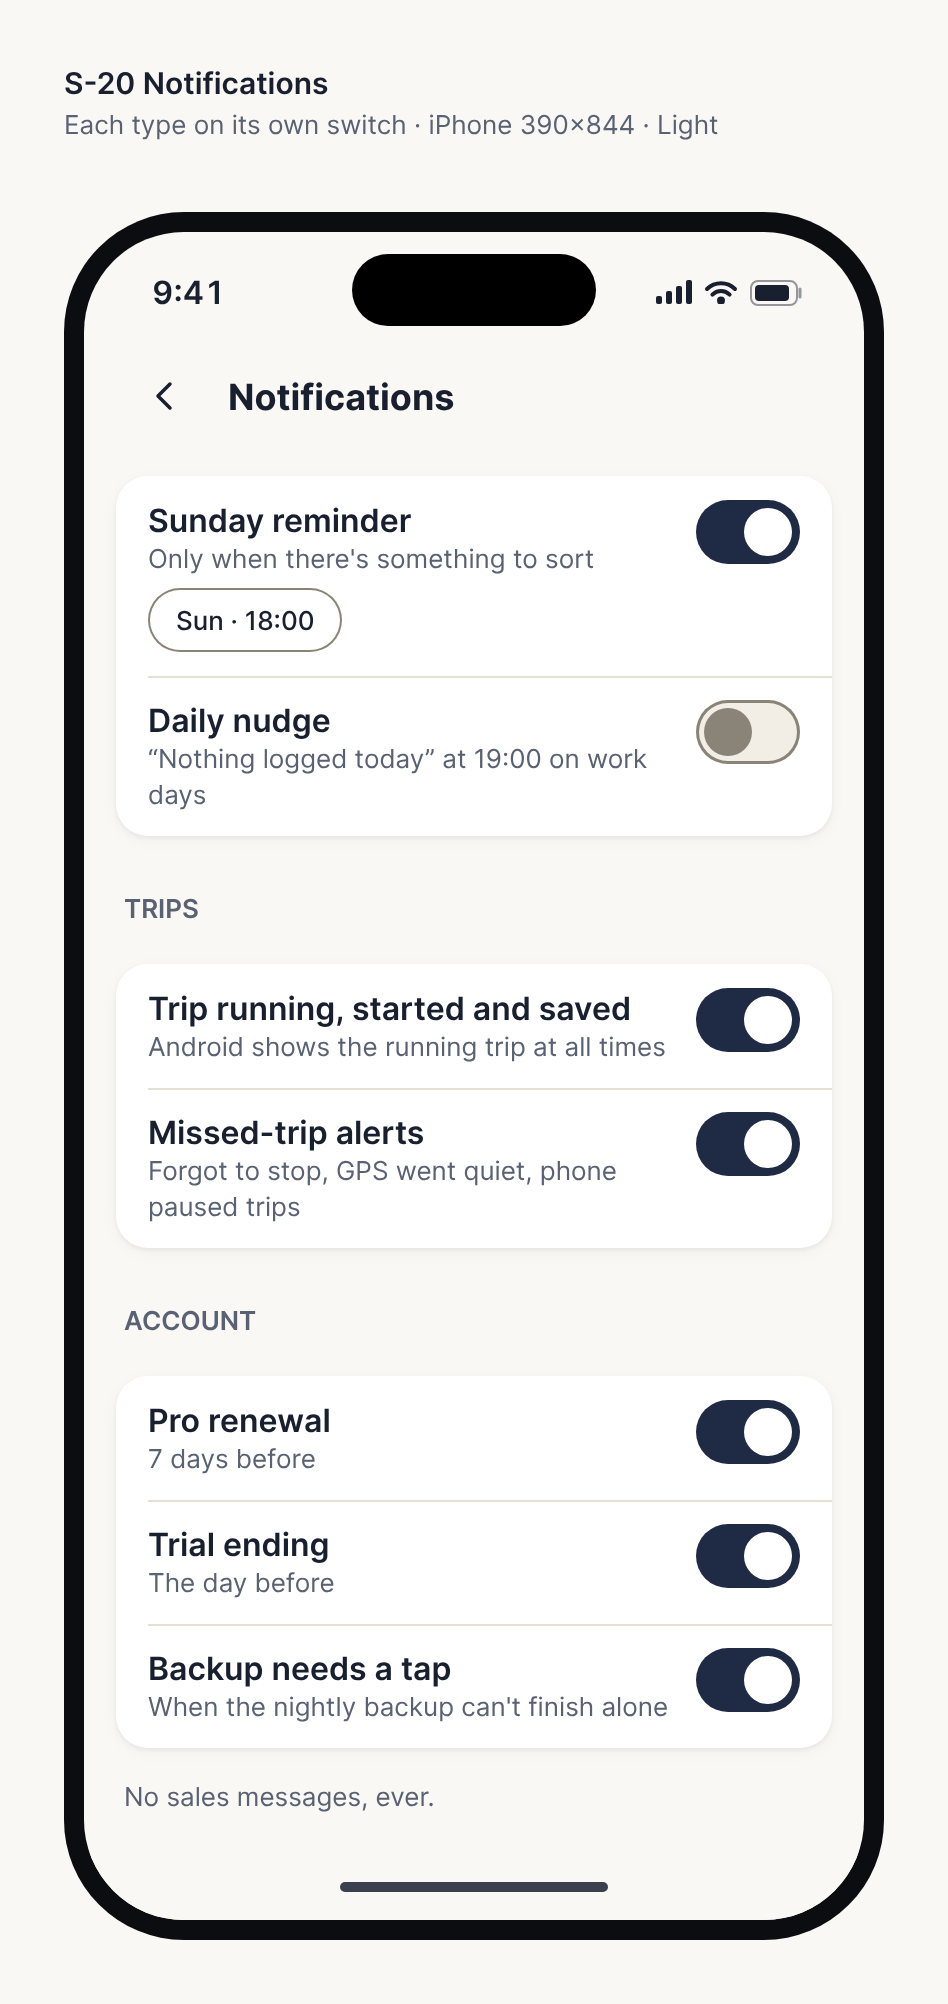 S-20 Notifications
Each type on its own switch · iPhone 390×844 · Light
9:41
Notifications
Sunday reminder
Only when there's something to sort
Sun · 18:00
Daily nudge
“Nothing logged today” at 19:00 on work
days
TRIPS
Trip running, started and saved
Android shows the running trip at all times
Missed-trip alerts
Forgot to stop, GPS went quiet, phone
paused trips
ACCOUNT
Pro renewal
7 days before
Trial ending
The day before
Backup needs a tap
When the nightly backup can't finish alone
No sales messages, ever.